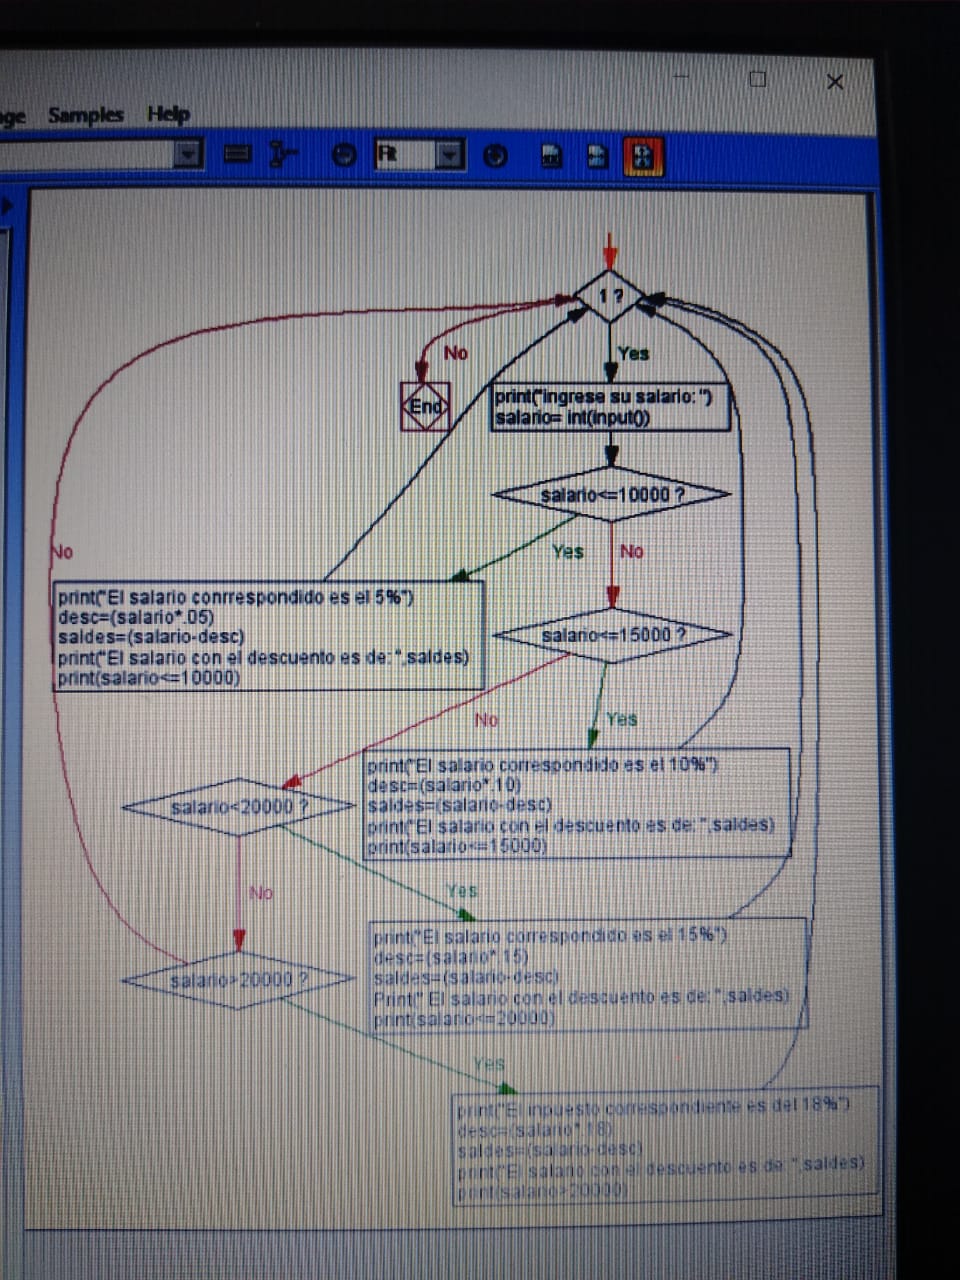 Samples Help
Fit
1 ?
No
Yes
End
print("ingrese su salario: ")
salario= int(input())
salario<=10000 ?
Yes
No
No
print("El salario conrrespondido es el 5%")
desc=(salario*.05)
saldes=(salario-desc)
print("El salario con el descuento es de: ",saldes)
print(salario<=10000)
salario<=15000 ?
No
Yes
print("El salario correspondido es el 10%")
desc=(salario*.10)
saldes=(salario-desc)
print("El salario con el descuento es de: ",saldes)
print(salario<=15000)
salario<20000 ?
No
Yes
print("El salario correspondido es el 15%")
desc=(salario*.15)
saldes=(salario-desc)
Print(" El salario con el descuento es de: ",saldes)
print(salario<=20000)
salario>20000 ?
Yes
print("El inpuesto correspondiente es del 18%")
desc=(salario*.18)
saldes=(salario-desc)
print("El salario con el descuento es de: ",saldes)
print(salario>20000)